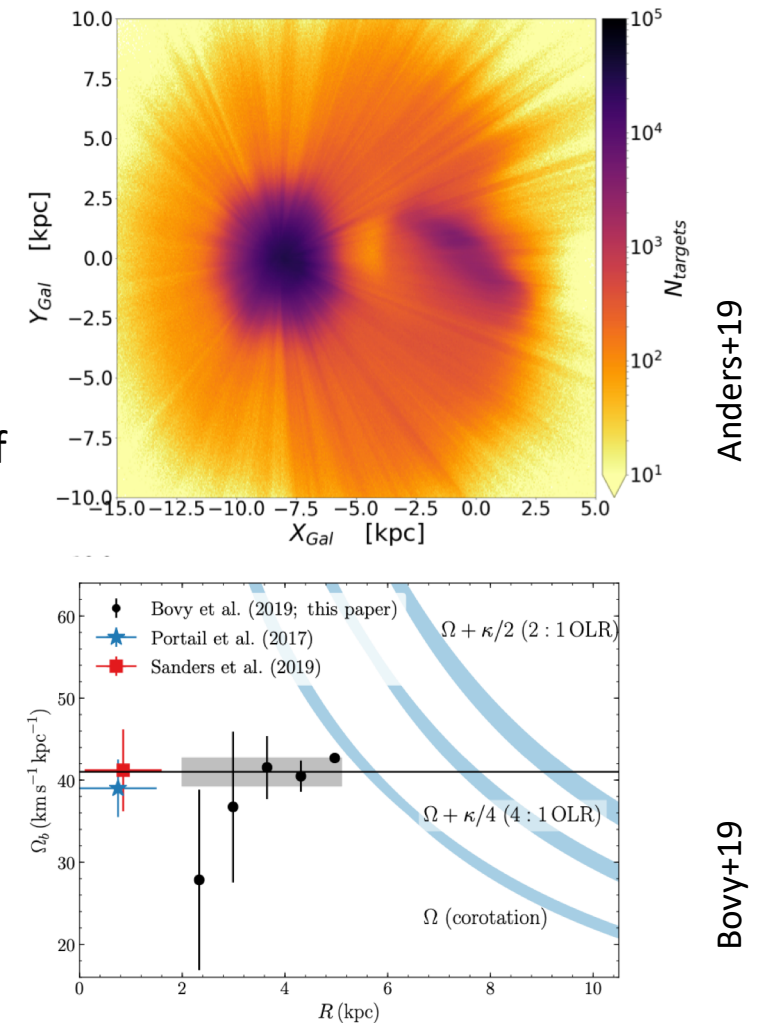 10.0
7.5
5.0
2.5
0.0
−2.5
−5.0
−7.5
−10.0
Y_Gal [kpc]
−15.0 −12.5 −10.0 −7.5 −5.0 −2.5 0.0 2.5 5.0
X_Gal [kpc]
10^5
10^4
10^3
10^2
10^1
N_targets
Anders+19
f
60
50
40
30
20
Ω_b (km s^−1 kpc^−1)
Bovy et al. (2019; this paper)
Portail et al. (2017)
Sanders et al. (2019)
Ω + κ/2 (2 : 1 OLR)
Ω + κ/4 (4 : 1 OLR)
Ω (corotation)
0 2 4 6 8 10
R (kpc)
Bovy+19